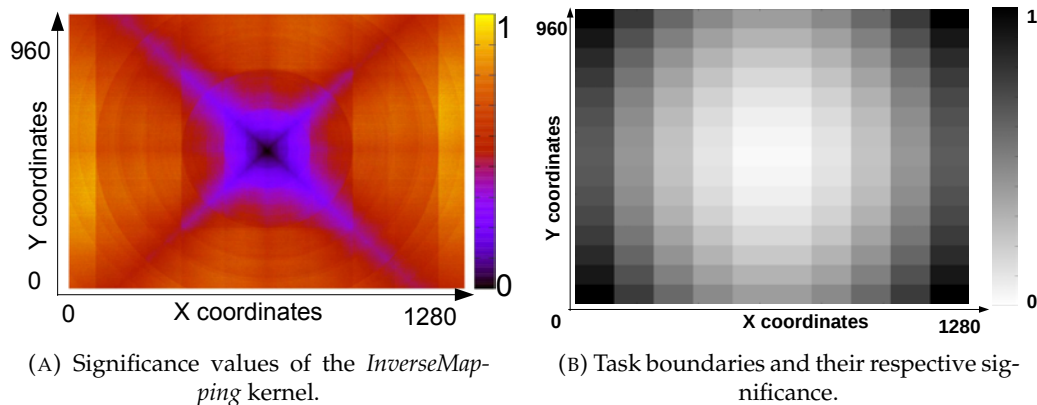 960
Y coordinates
0
0
X coordinates
1280
1
0
(A) Significance values of the InverseMap-
ping kernel.
960
Y coordinates
0
X coordinates
1280
1
0
(B) Task boundaries and their respective sig-
nificance.